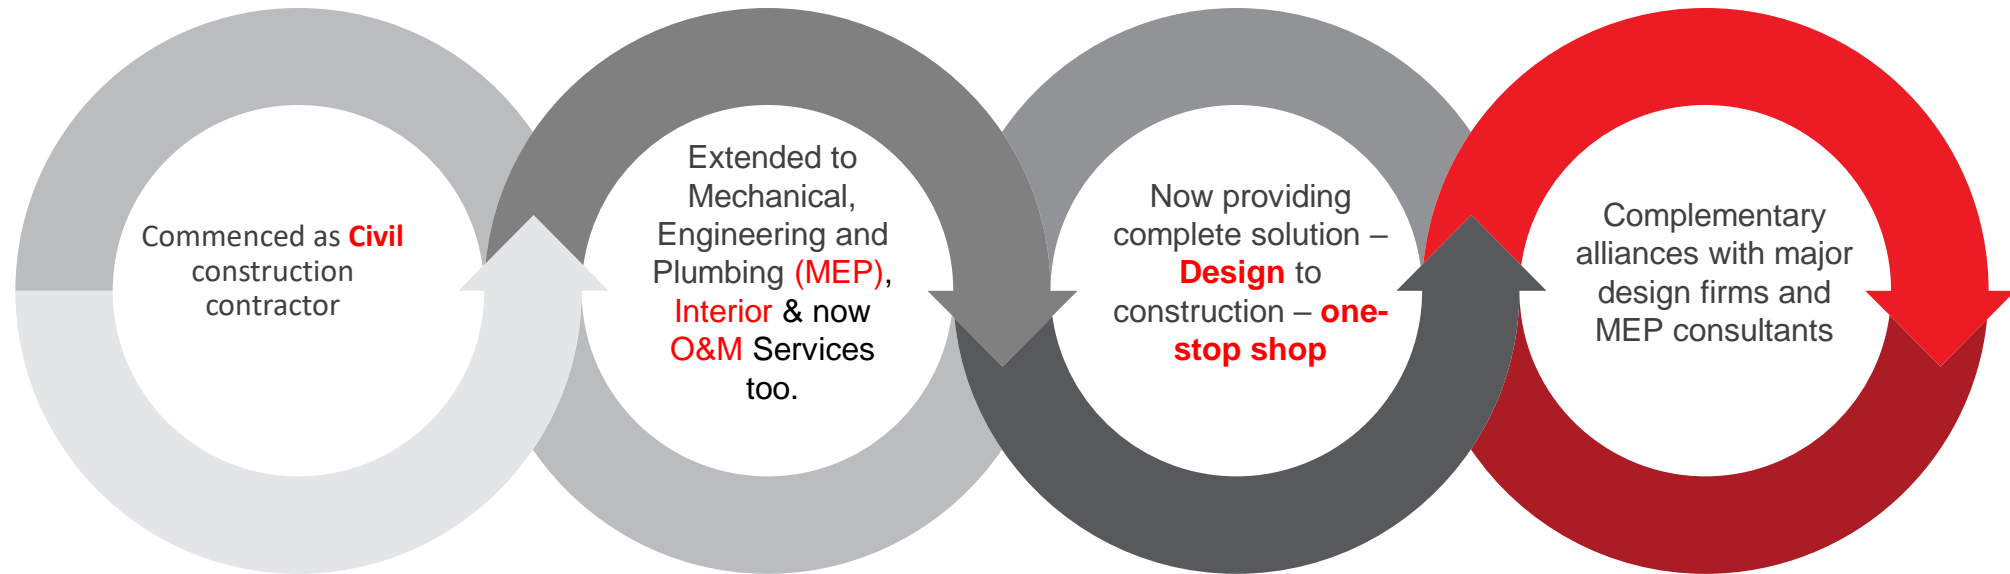 Commenced as Civil
construction
contractor
Extended to
Mechanical,
Engineering and
Plumbing (MEP),
Interior & now
O&M Services
too.
Now providing
complete solution –
Design to
construction – one-
stop shop
Complementary
alliances with major
design firms and
MEP consultants